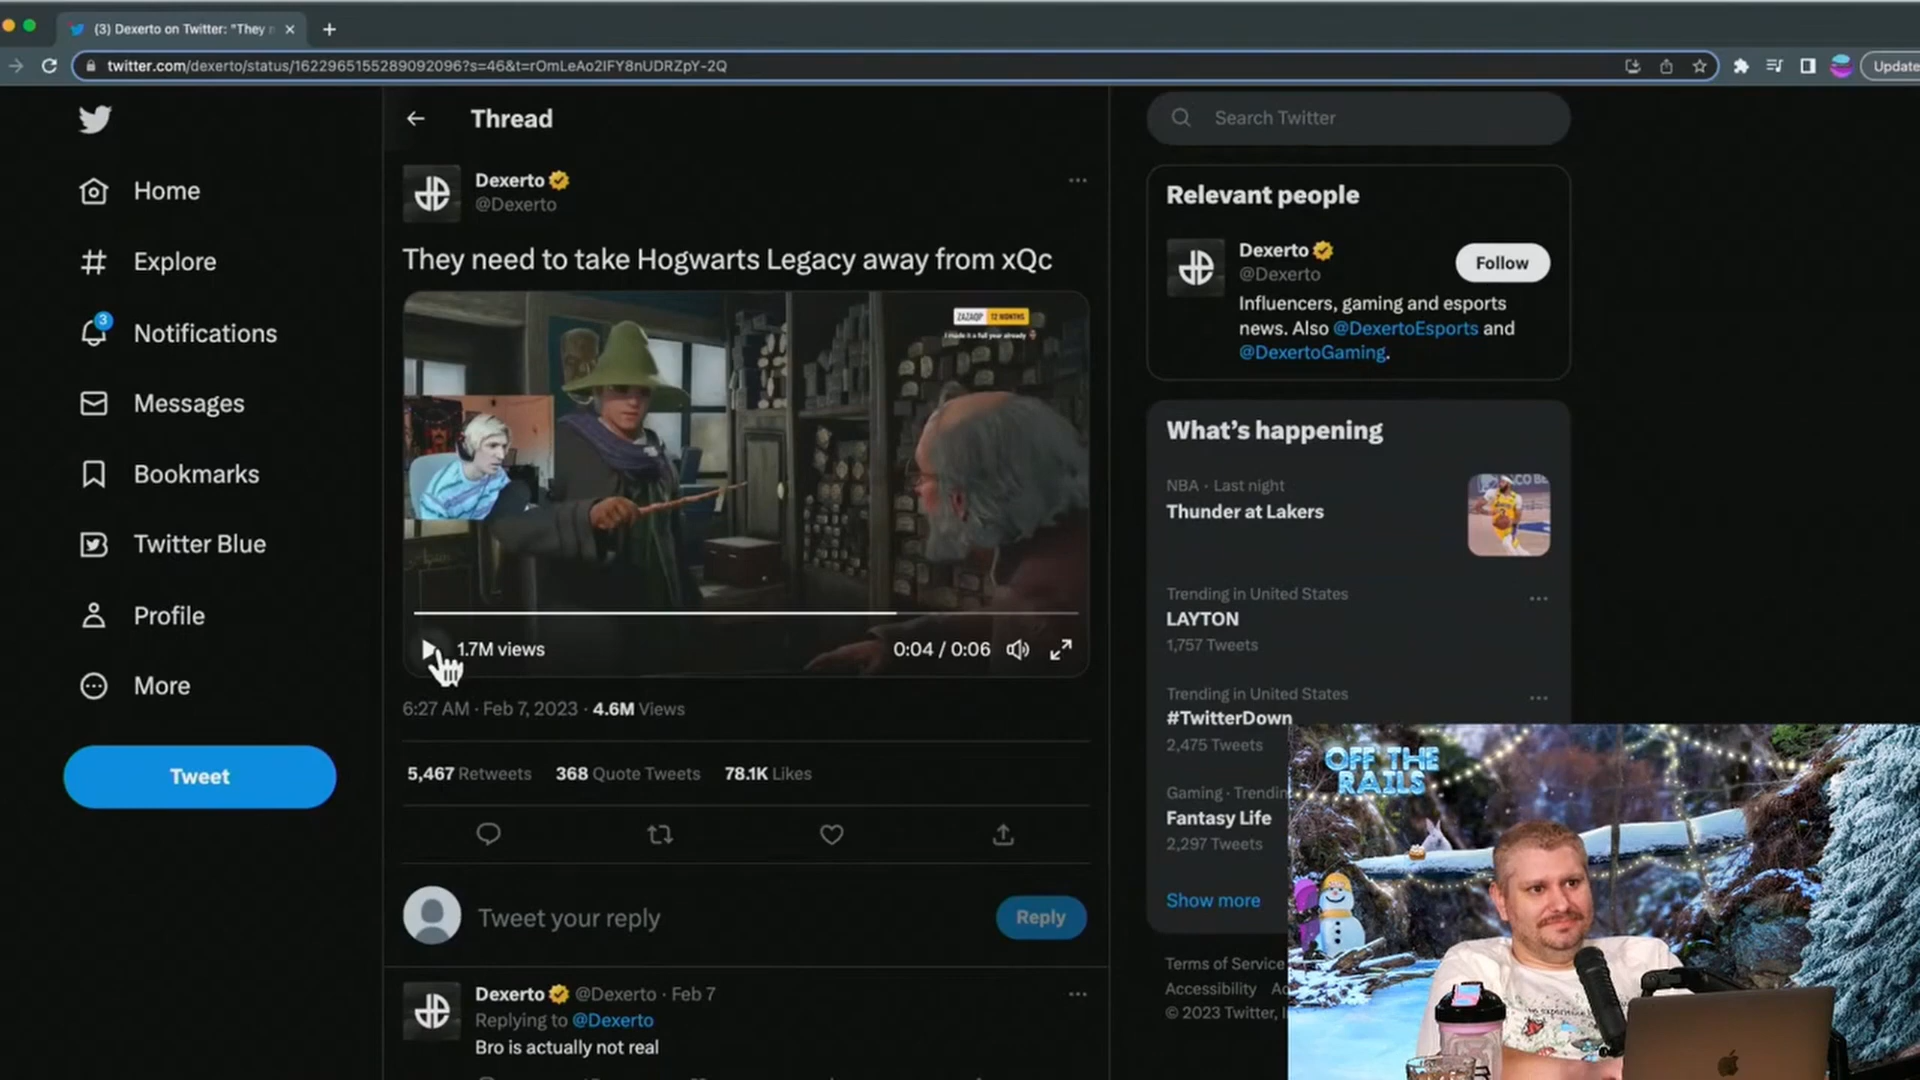 (3) Dexerto on Twitter: "They n
twitter.com/dexerto/status/1622965155289092096?s=46&t=rOmLeAo2IFY8nUDRZpY-2Q
Update
Thread
Search Twitter
Home
Explore
3
Notifications
Messages
Bookmarks
Twitter Blue
Profile
More
Tweet
Dexerto
@Dexerto
They need to take Hogwarts Legacy away from xQc
ZAZAQP 12 MONTHS
I made it a full year already
1.7M views
0:04 / 0:06
6:27 AM · Feb 7, 2023 · 4.6M Views
5,467 Retweets 368 Quote Tweets 78.1K Likes
Tweet your reply
Reply
Dexerto @Dexerto · Feb 7
Replying to @Dexerto
Bro is actually not real
Relevant people
Dexerto
@Dexerto
Follow
Influencers, gaming and esports
news. Also @DexertoEsports and
@DexertoGaming.
What's happening
NBA · Last night
Thunder at Lakers
Trending in United States
LAYTON
1,757 Tweets
Trending in United States
#TwitterDown
2,475 Tweets
Gaming · Trendin
Fantasy Life
2,297 Tweets
Show more
Terms of Service
Accessibility
© 2023 Twitter,
OFF THE
RAILS